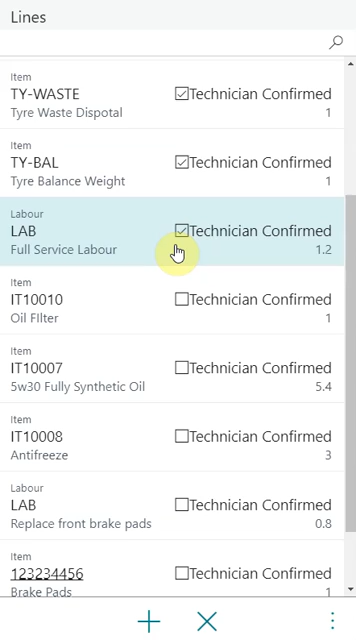 Lines
Item
TY-WASTE Technician Confirmed
Tyre Waste Dispotal 1
Item
TY-BAL Technician Confirmed
Tyre Balance Weight 1
Labour
LAB Technician Confirmed
Full Service Labour 1.2
Item
IT10010 Technician Confirmed
Oil FIlter 1
Item
IT10007 Technician Confirmed
5w30 Fully Synthetic Oil 5.4
Item
IT10008 Technician Confirmed
Antifreeze 3
Labour
LAB Technician Confirmed
Replace front brake pads 0.8
Item
123234456 Technician Confirmed
Brake Pads 1